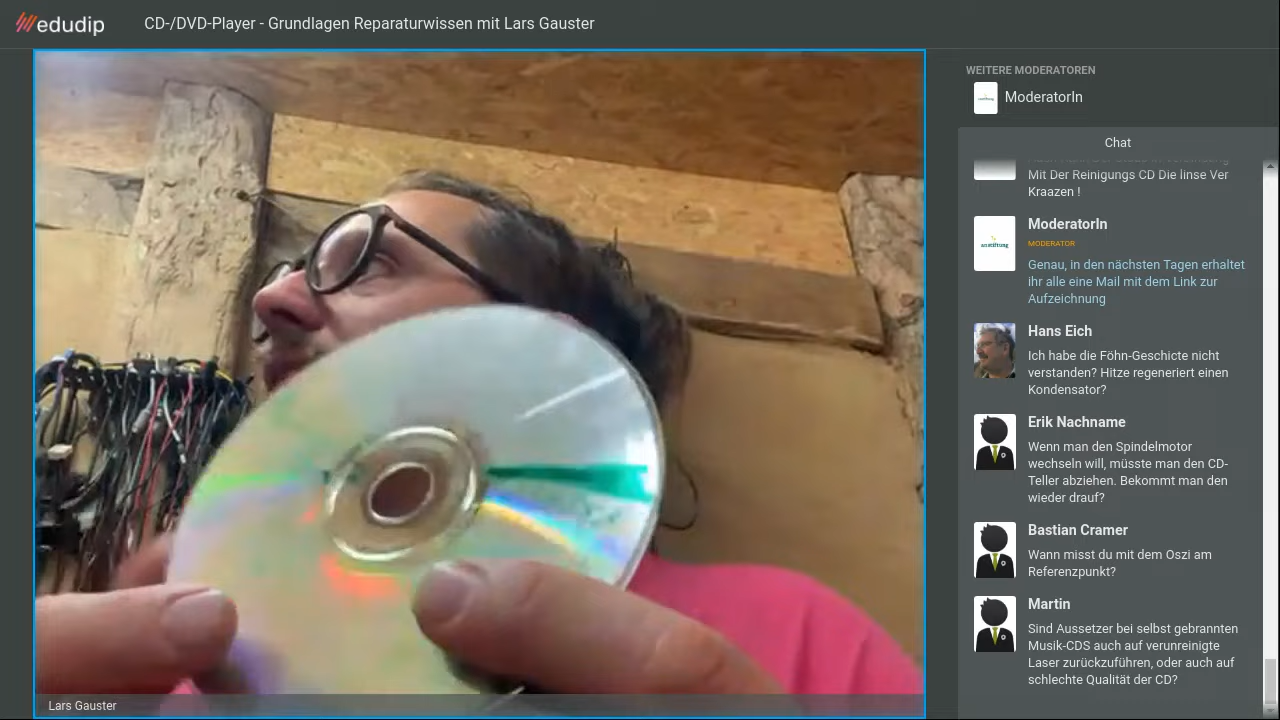 edudip
CD-/DVD-Player - Grundlagen Reparaturwissen mit Lars Gauster
WEITERE MODERATOREN
ModeratorIn
Chat
Mit Der Reinigungs CD Die linse Ver
Kraazen !
ModeratorIn
MODERATOR
anstiftung
Genau, in den nächsten Tagen erhaltet
ihr alle eine Mail mit dem Link zur
Aufzeichnung
Hans Eich
Ich habe die Föhn-Geschichte nicht
verstanden? Hitze regeneriert einen
Kondensator?
Erik Nachname
Wenn man den Spindelmotor
wechseln will, müsste man den CD-
Teller abziehen. Bekommt man den
wieder drauf?
Bastian Cramer
Wann misst du mit dem Oszi am
Referenzpunkt?
Martin
Sind Aussetzer bei selbst gebrannten
Musik-CDS auch auf verunreinigte
Laser zurückzuführen, oder auch auf
schlechte Qualität der CD?
Lars Gauster